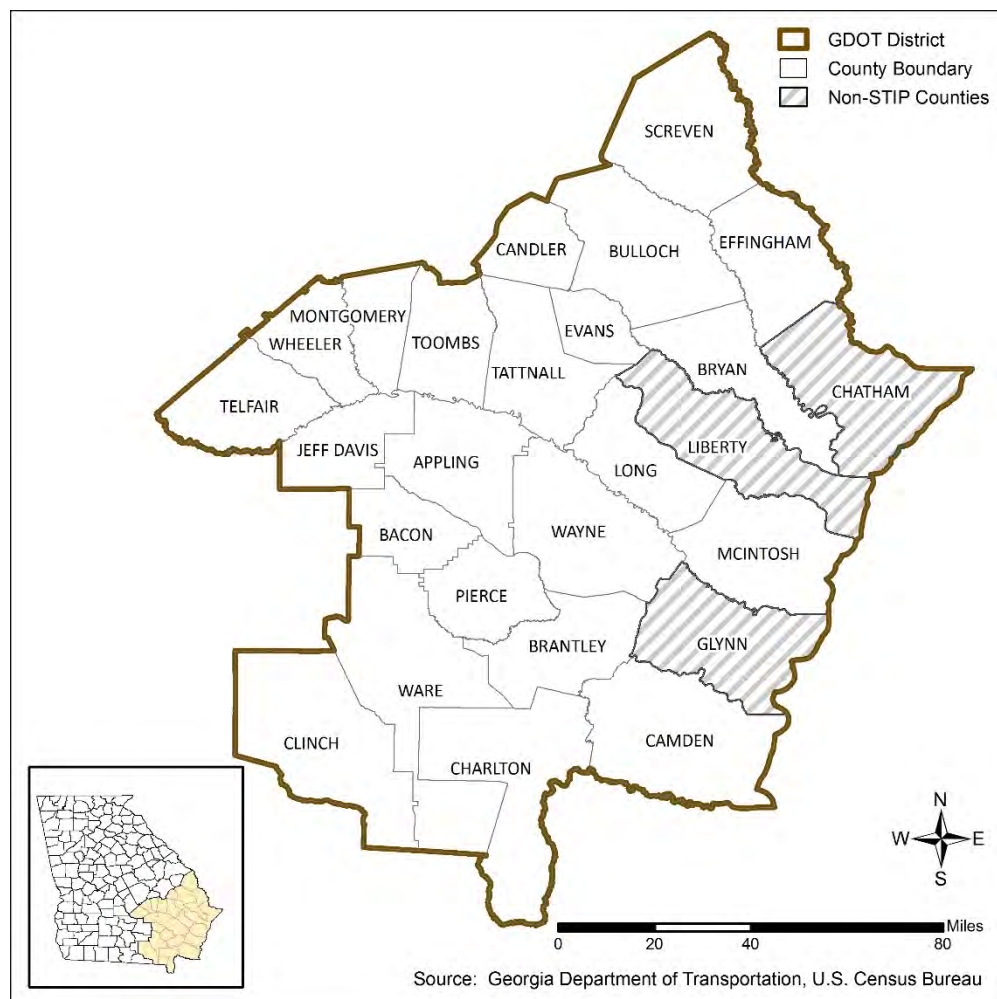 GDOT District
County Boundary
Non-STIP Counties
SCREVEN
EFFINGHAM
CANDLER
BULLOCH
MONTGOMERY
EVANS
WHEELER
TOOMBS
BRYAN
TATTNALL
CHATHAM
TELFAIR
LIBERTY
JEFF DAVIS
APPLING
LONG
BACON
WAYNE
MCINTOSH
PIERCE
BRANTLEY
GLYNN
WARE
CLINCH
CAMDEN
CHARLTON
N
W E
S
Miles
0 20 40 80
Source: Georgia Department of Transportation, U.S. Census Bureau